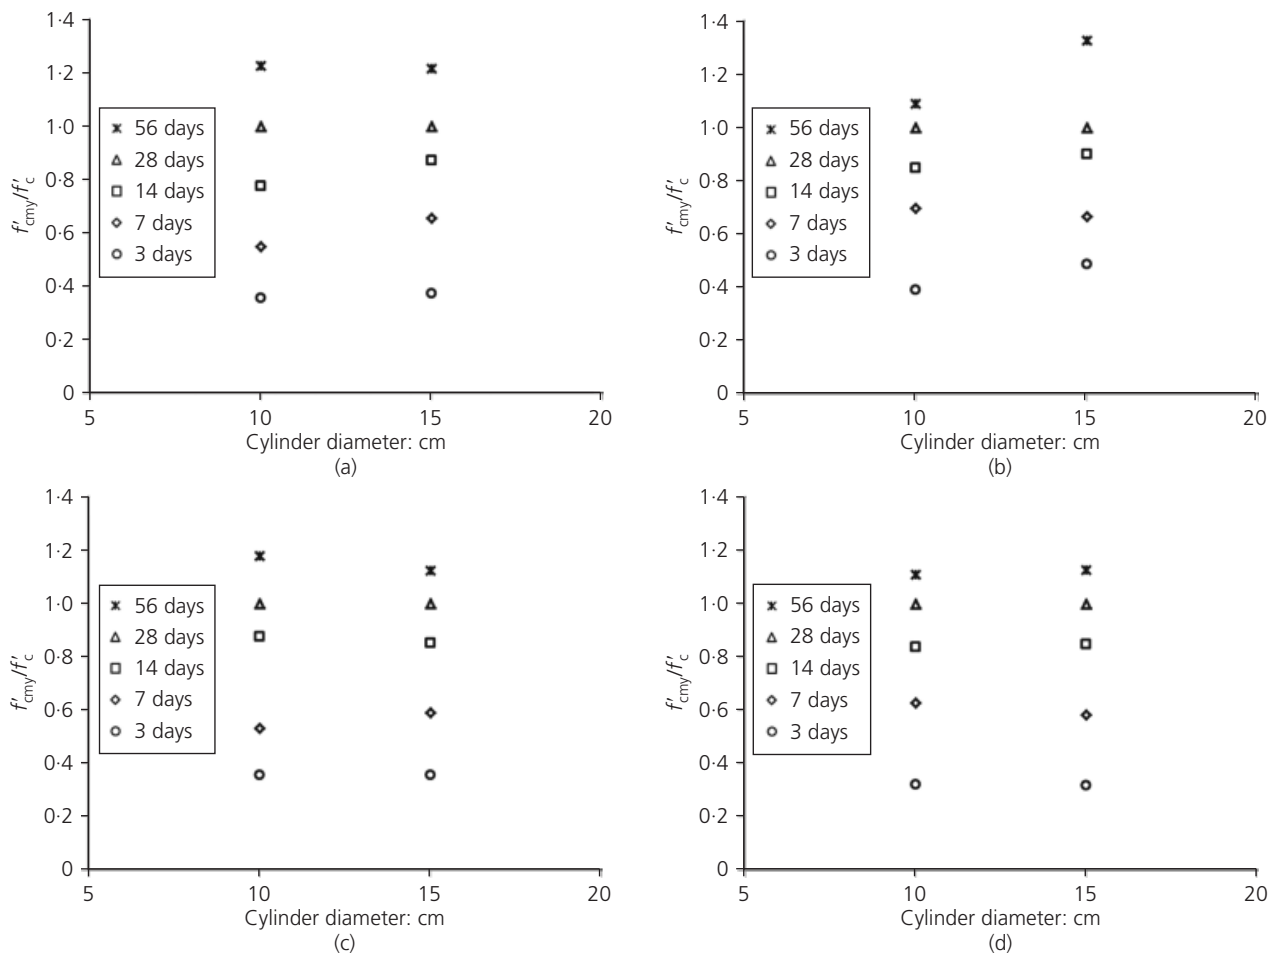 1·4
1·2
1·0
0·8
0·6
0·4
0·2
0
f′cmy/f′c
56 days
28 days
14 days
7 days
3 days
5 10 15 20
Cylinder diameter: cm
(a)
1·4
1·2
1·0
0·8
0·6
0·4
0·2
0
f′cmy/f′c
56 days
28 days
14 days
7 days
3 days
5 10 15 20
Cylinder diameter: cm
(b)
1·4
1·2
1·0
0·8
0·6
0·4
0·2
0
f′cmy/f′c
56 days
28 days
14 days
7 days
3 days
5 10 15 20
Cylinder diameter: cm
(c)
1·4
1·2
1·0
0·8
0·6
0·4
0·2
0
f′cmy/f′c
56 days
28 days
14 days
7 days
3 days
5 10 15 20
Cylinder diameter: cm
(d)